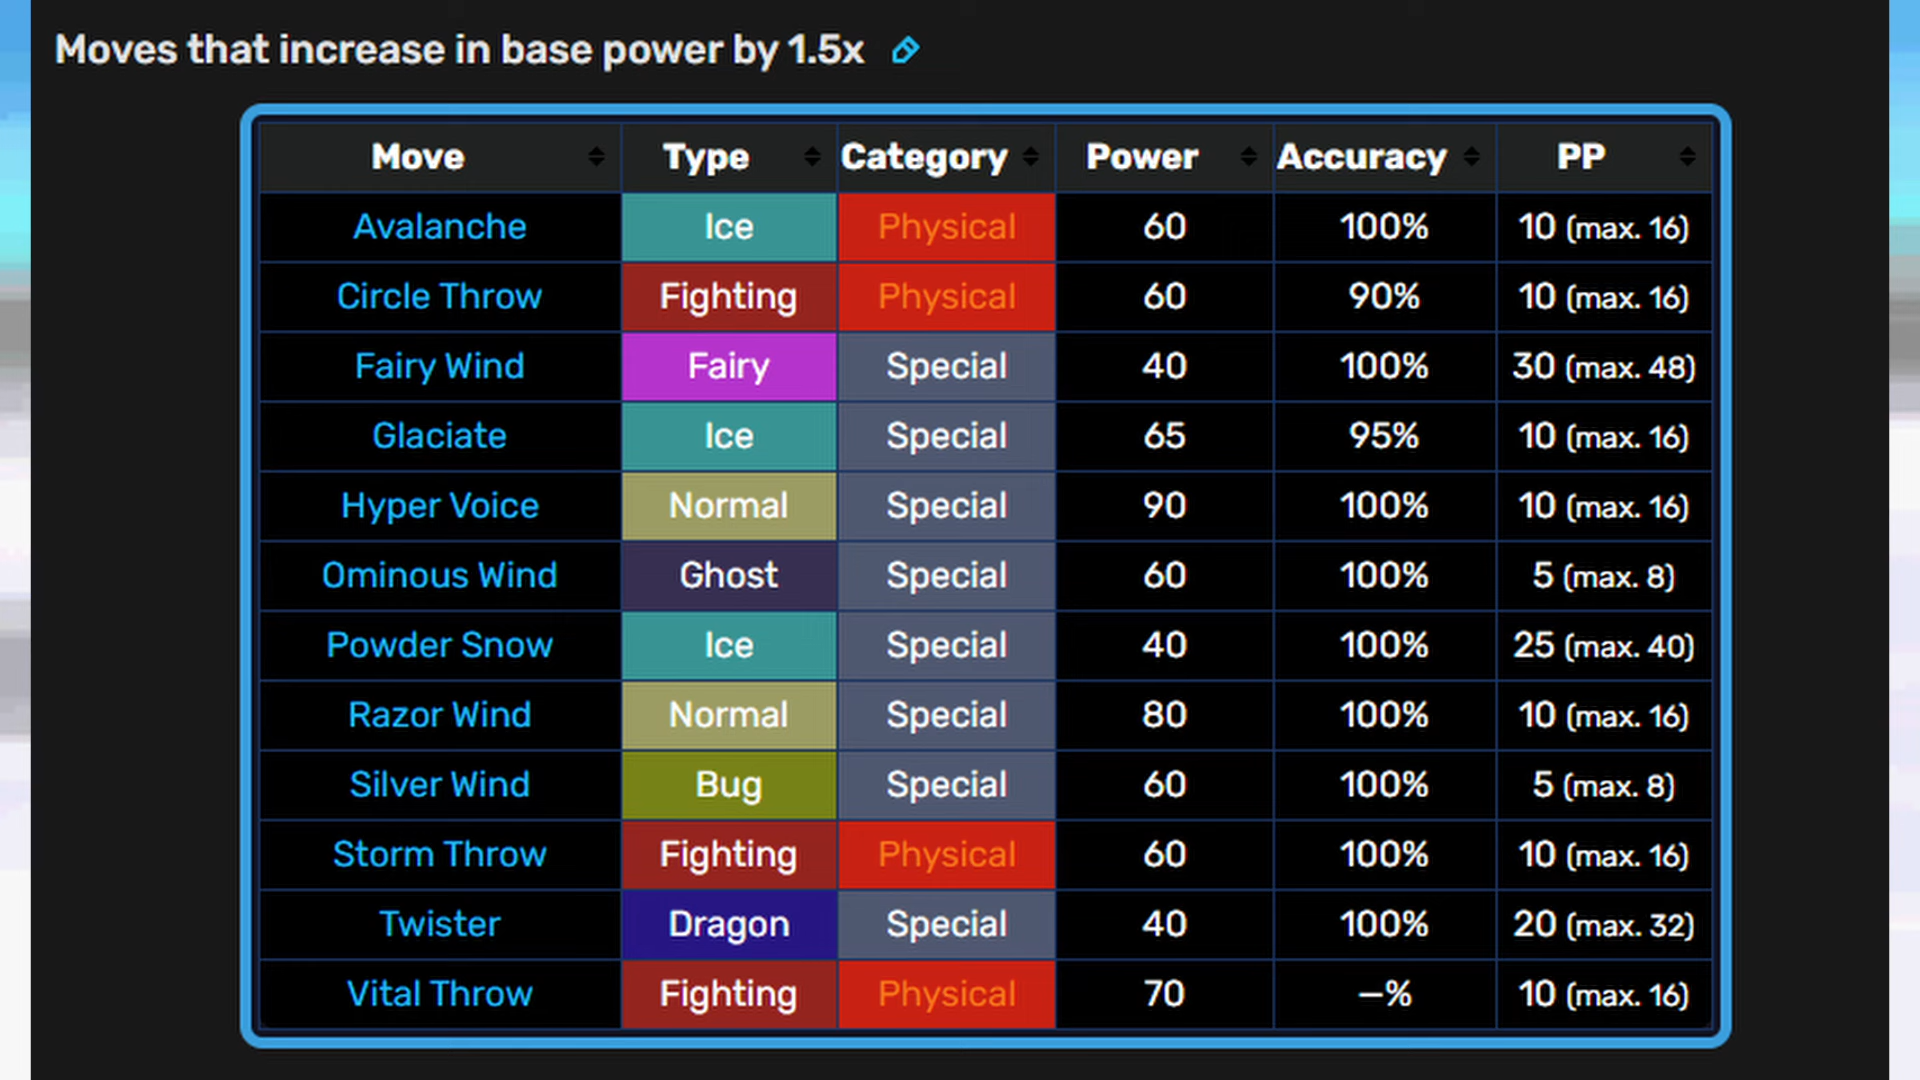 Moves that increase in base power by 1.5x
Move Type Category Power Accuracy PP
Avalanche Ice Physical 60 100% 10 (max. 16)
Circle Throw Fighting Physical 60 90% 10 (max. 16)
Fairy Wind Fairy Special 40 100% 30 (max. 48)
Glaciate Ice Special 65 95% 10 (max. 16)
Hyper Voice Normal Special 90 100% 10 (max. 16)
Ominous Wind Ghost Special 60 100% 5 (max. 8)
Powder Snow Ice Special 40 100% 25 (max. 40)
Razor Wind Normal Special 80 100% 10 (max. 16)
Silver Wind Bug Special 60 100% 5 (max. 8)
Storm Throw Fighting Physical 60 100% 10 (max. 16)
Twister Dragon Special 40 100% 20 (max. 32)
Vital Throw Fighting Physical 70 —% 10 (max. 16)